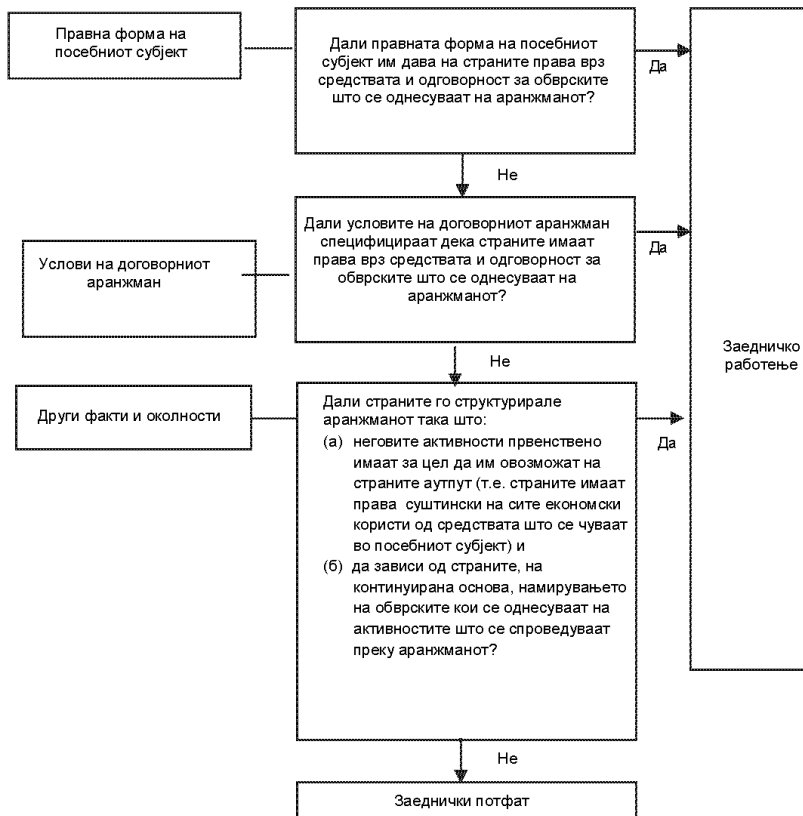 Правна форма на
посебниот субјект
Дали правната форма на посебниот
субјект им дава на страните права врз
средствата и одговорност за обврските
што се однесуваат на аранжманот?
Да
Не
Услови на договорниот
аранжман
Дали условите на договорниот аранжман
специфицираат дека страните имаат
права врз средствата и одговорност за
обврските што се однесуваат на
аранжманот?
Да
Не
Заедничко
работење
Други факти и околности
Дали страните го структурирале
аранжманот така што:
(а) неговите активности првенствено
имаат за цел да им овозможат на
страните аутпут (т.е. страните имаат
права суштински на сите економски
користи од средствата што се чуваат
во посебниот субјект) и
(б) да зависи од страните, на
континуирана основа, намирувањето
на обврските кои се однесуваат на
активностите што се спроведуваат
преку аранжманот?
Да
Не
Заеднички потфат